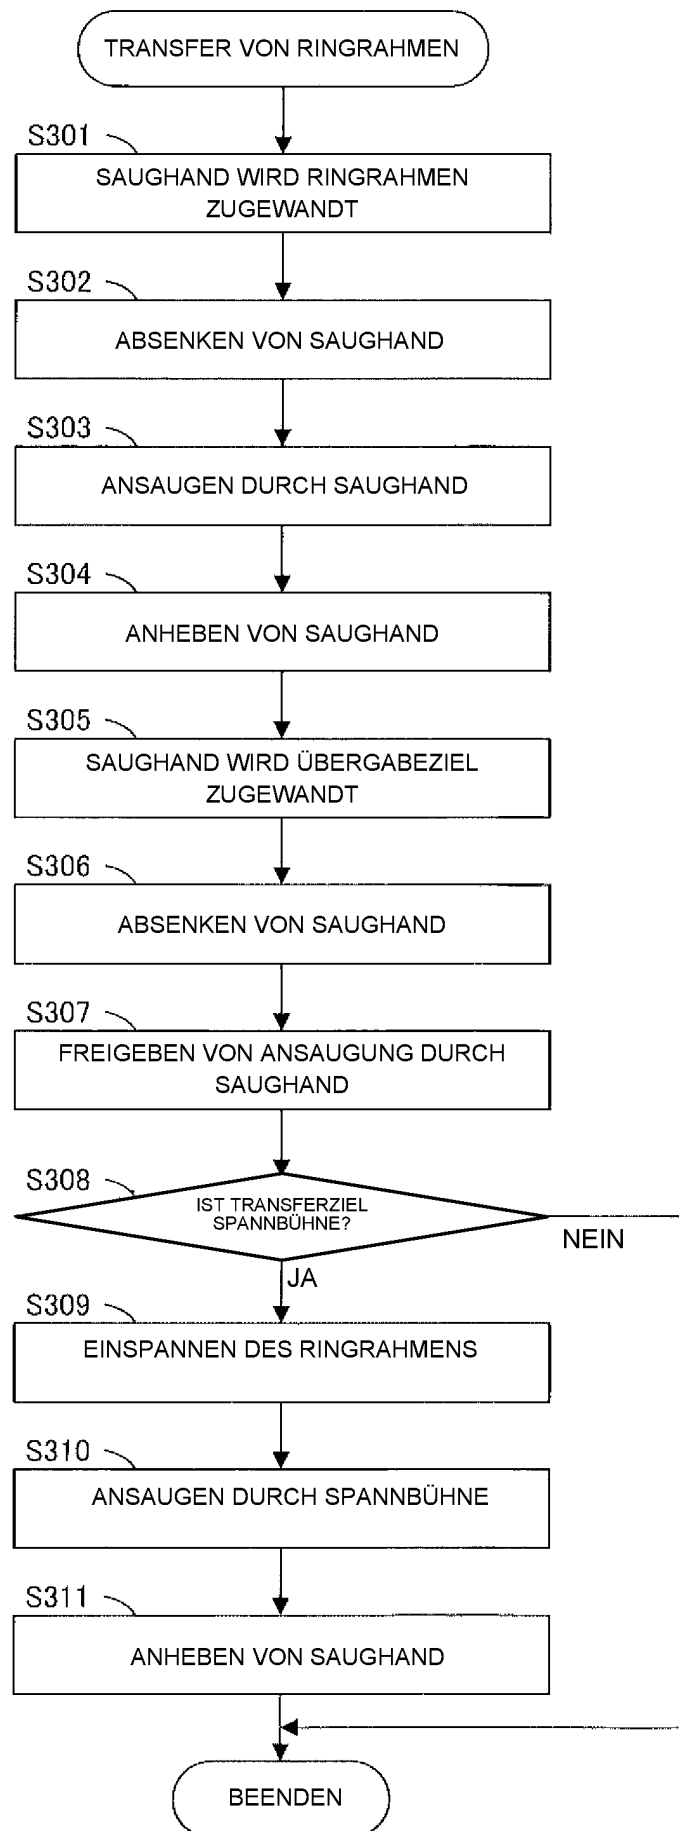 TRANSFER VON RINGRAHMEN
S301
SAUGHAND WIRD RINGRAHMEN
ZUGEWANDT
S302
ABSENKEN VON SAUGHAND
S303
ANSAUGEN DURCH SAUGHAND
S304
ANHEBEN VON SAUGHAND
S305
SAUGHAND WIRD ÜBERGABEZIEL
ZUGEWANDT
S306
ABSENKEN VON SAUGHAND
S307
FREIGEBEN VON ANSAUGUNG DURCH
SAUGHAND
S308
IST TRANSFERZIEL
SPANNBÜHNE?
NEIN
JA
S309
EINSPANNEN DES RINGRAHMENS
S310
ANSAUGEN DURCH SPANNBÜHNE
S311
ANHEBEN VON SAUGHAND
BEENDEN